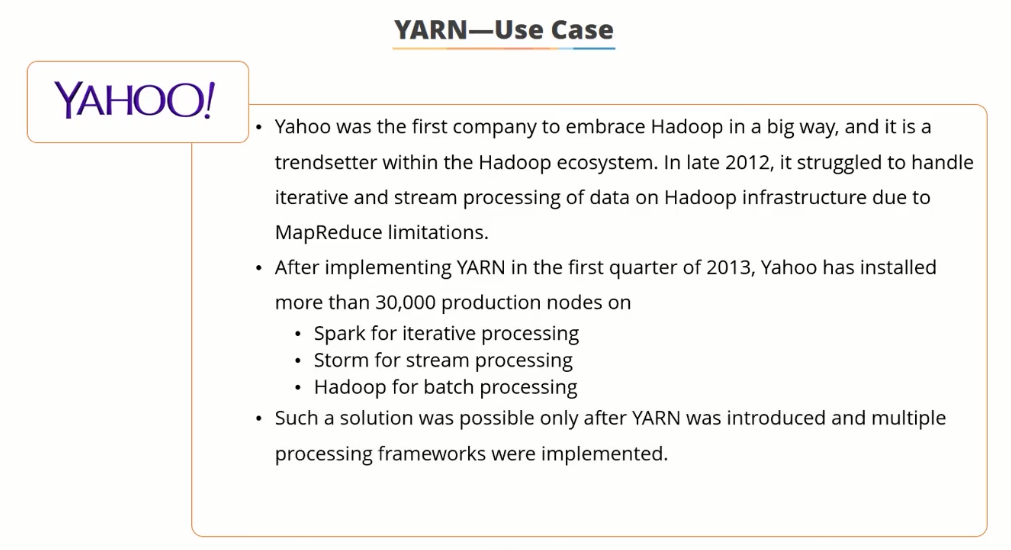 YARN—Use Case
YAHOO!
• Yahoo was the first company to embrace Hadoop in a big way, and it is a
trendsetter within the Hadoop ecosystem. In late 2012, it struggled to handle
iterative and stream processing of data on Hadoop infrastructure due to
MapReduce limitations.
• After implementing YARN in the first quarter of 2013, Yahoo has installed
more than 30,000 production nodes on
• Spark for iterative processing
• Storm for stream processing
• Hadoop for batch processing
• Such a solution was possible only after YARN was introduced and multiple
processing frameworks were implemented.